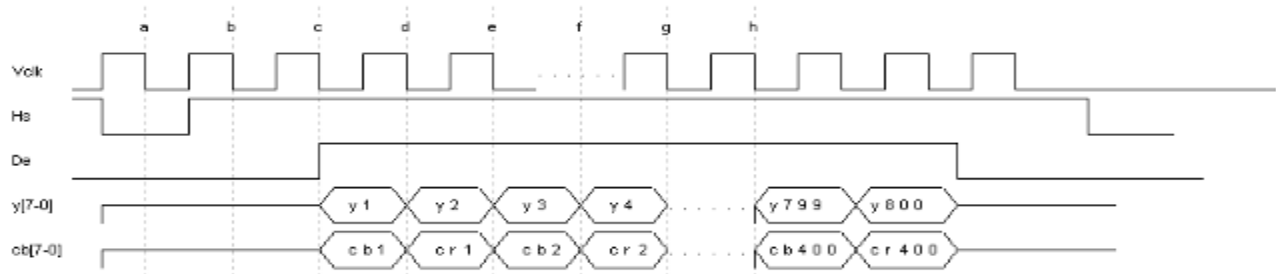 a b c d e f g h
Vclk
Hs
De
y[7-0] y1 y2 y3 y4 y799 y800
cb[7-0] cb1 cr1 cb2 cr2 cb400 cr400